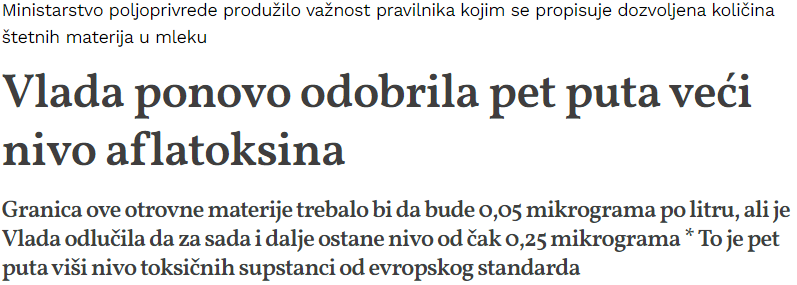 Ministarstvo poljoprivrede produžilo važnost pravilnika kojim se propisuje dozvoljena količina
štetnih materija u mleku
Vlada ponovo odobrila pet puta veći
nivo aflatoksina
Granica ove otrovne materije trebalo bi da bude 0,05 mikrograma po litru, ali je
Vlada odlučila da za sada i dalje ostane nivo od čak 0,25 mikrograma * To je pet
puta viši nivo toksičnih supstanci od evropskog standarda